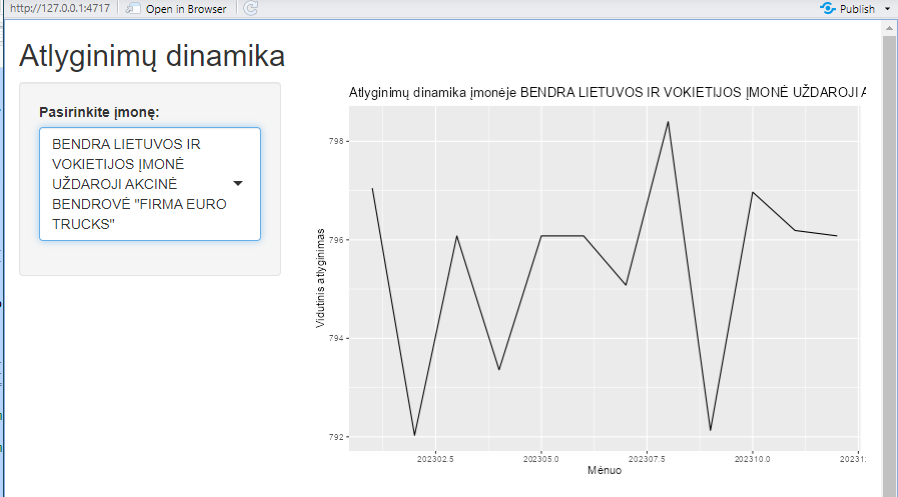 http://127.0.0.1:4717 Open in Browser Publish
Atlyginimų dinamika
Pasirinkite įmonę:
BENDRA LIETUVOS IR
VOKIETIJOS ĮMONĖ
UŽDAROJI AKCINĖ
BENDROVĖ "FIRMA EURO
TRUCKS"
Atlyginimų dinamika įmonėje BENDRA LIETUVOS IR VOKIETIJOS ĮMONĖ UŽDAROJI
Vidutinis atlyginimas
798
796
794
792
202302.5 202305.0 202307.5 202310.0
Mėnuo